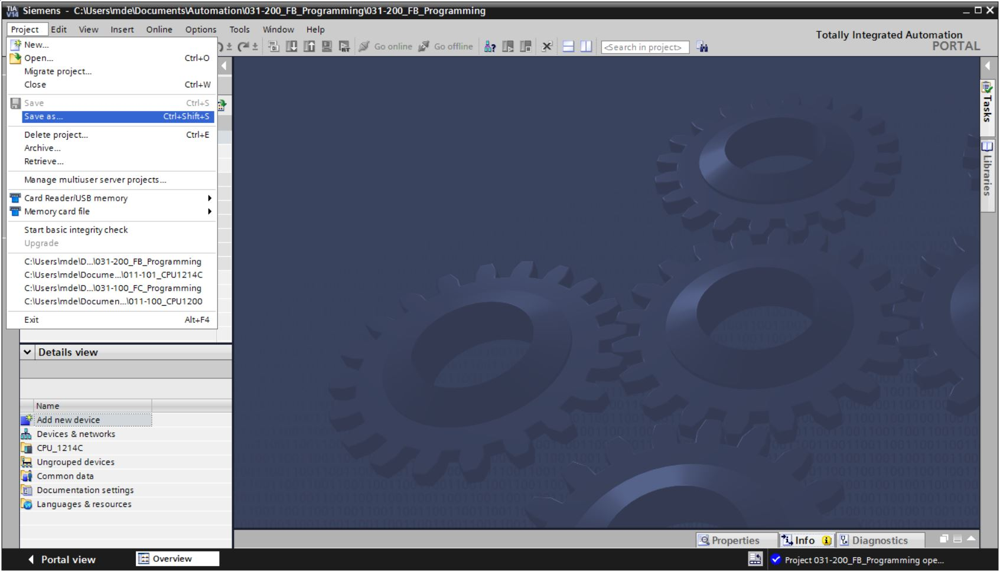 TIA V14 Siemens - C:\Users\mde\Documents\Automation\031-200_FB_Programming\031-200_FB_Programming
Project Edit View Insert Online Options Tools Window Help
Totally Integrated Automation
PORTAL
Go online Go offline <Search in project>
New...
Open... Ctrl+O
Migrate project...
Close Ctrl+W
Save Ctrl+S
Save as... Ctrl+Shift+S
Delete project... Ctrl+E
Archive...
Retrieve...
Manage multiuser server projects...
Card Reader/USB memory
Memory card file
Start basic integrity check
Upgrade
C:\Users\mde\D...\031-200_FB_Programming
C:\Users\mde\Docume...\011-101_CPU1214C
C:\Users\mde\D...\031-100_FC_Programming
C:\Users\mde\Documen...\011-100_CPU1200
Exit Alt+F4
Tasks
Libraries
Details view
Name
Add new device
Devices & networks
CPU_1214C
Ungrouped devices
Common data
Documentation settings
Languages & resources
Properties Info Diagnostics
Portal view Overview Project 031-200_FB_Programming ope...